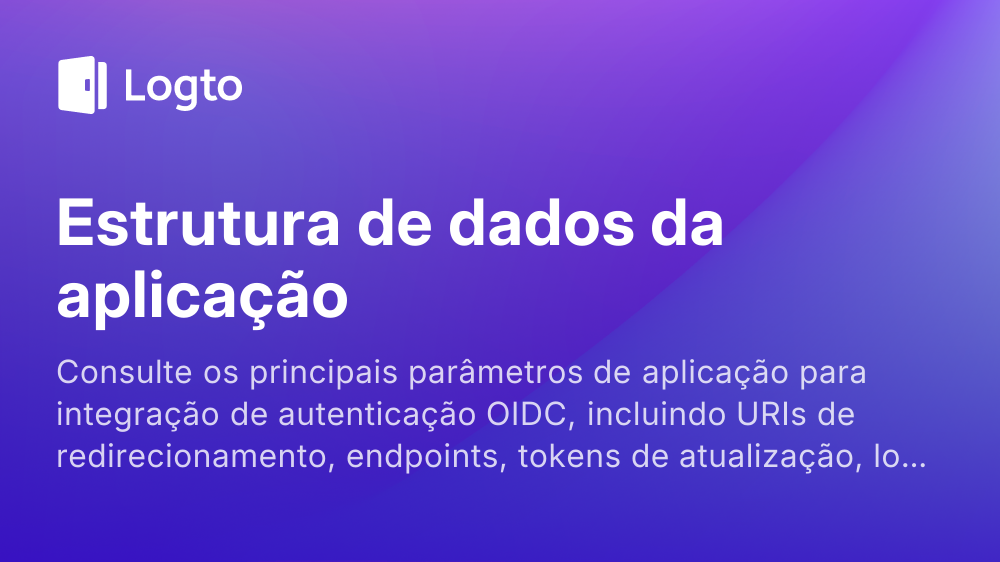 Logto
Estrutura de dados da
aplicação
Consulte os principais parâmetros de aplicação para
integração de autenticação OIDC, incluindo URIs de
redirecionamento, endpoints, tokens de atualização, lo...